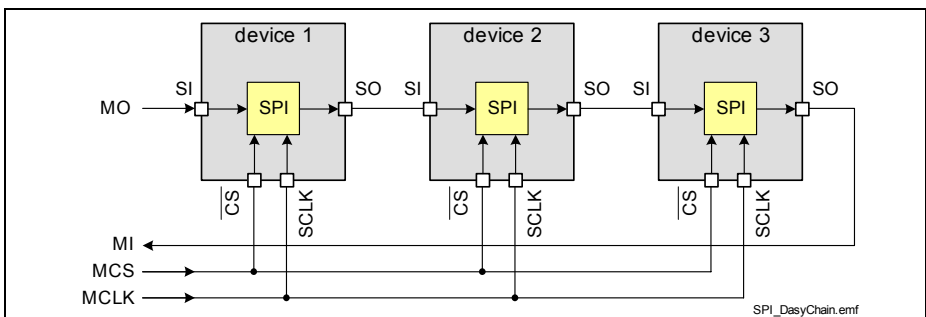 device 1
device 2
device 3
MO
SI
SPI
SO
SI
SPI
SO
SI
SPI
SO
CS
SCLK
CS
SCLK
CS
SCLK
MI
MCS
MCLK
SPI_DasyChain.emf